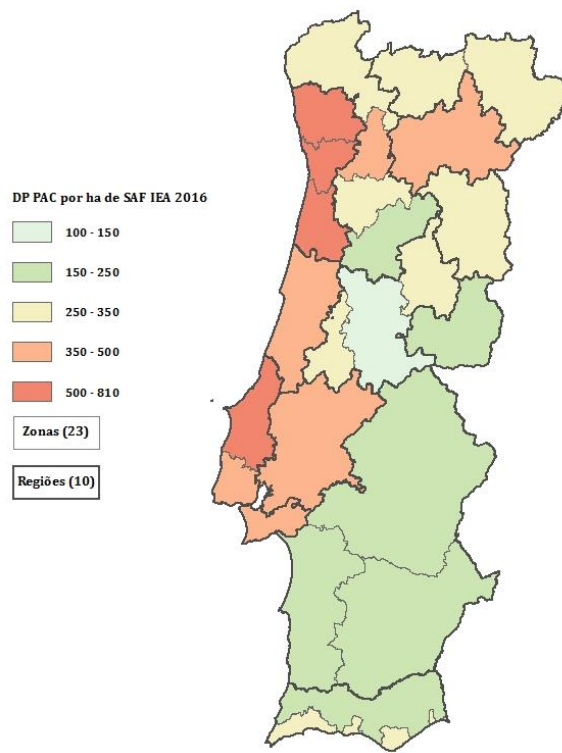 DP PAC por ha de SAF IEA 2016
100 - 150
150 - 250
250 - 350
350 - 500
500 - 810
Zonas (23)
Regiões (10)